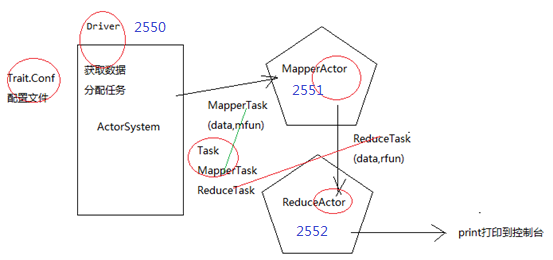 Driver 2550
Trait.Conf
配置文件
获取数据
分配任务
ActorSystem
MapperTask
(data,mfun)
Task
MapperTask
ReduceTask
MapperActor
2551
ReduceTask
(data,rfun)
ReduceActor
2552
print打印到控制台